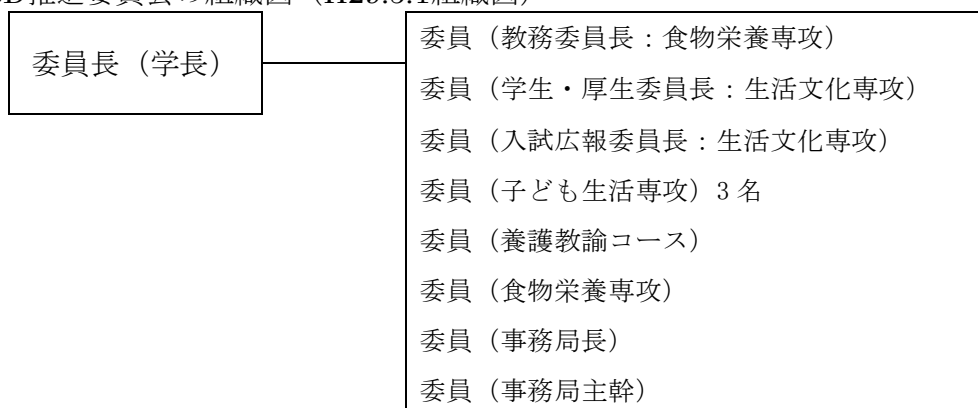 D推進委員会の組織図（H29.5.1組織図）
委員長（学長）
委員（教務委員長：食物栄養専攻）
委員（学生・厚生委員長：生活文化専攻）
委員（入試広報委員長：生活文化専攻）
委員（子ども生活専攻）3 名
委員（養護教諭コース）
委員（食物栄養専攻）
委員（事務局長）
委員（事務局主幹）